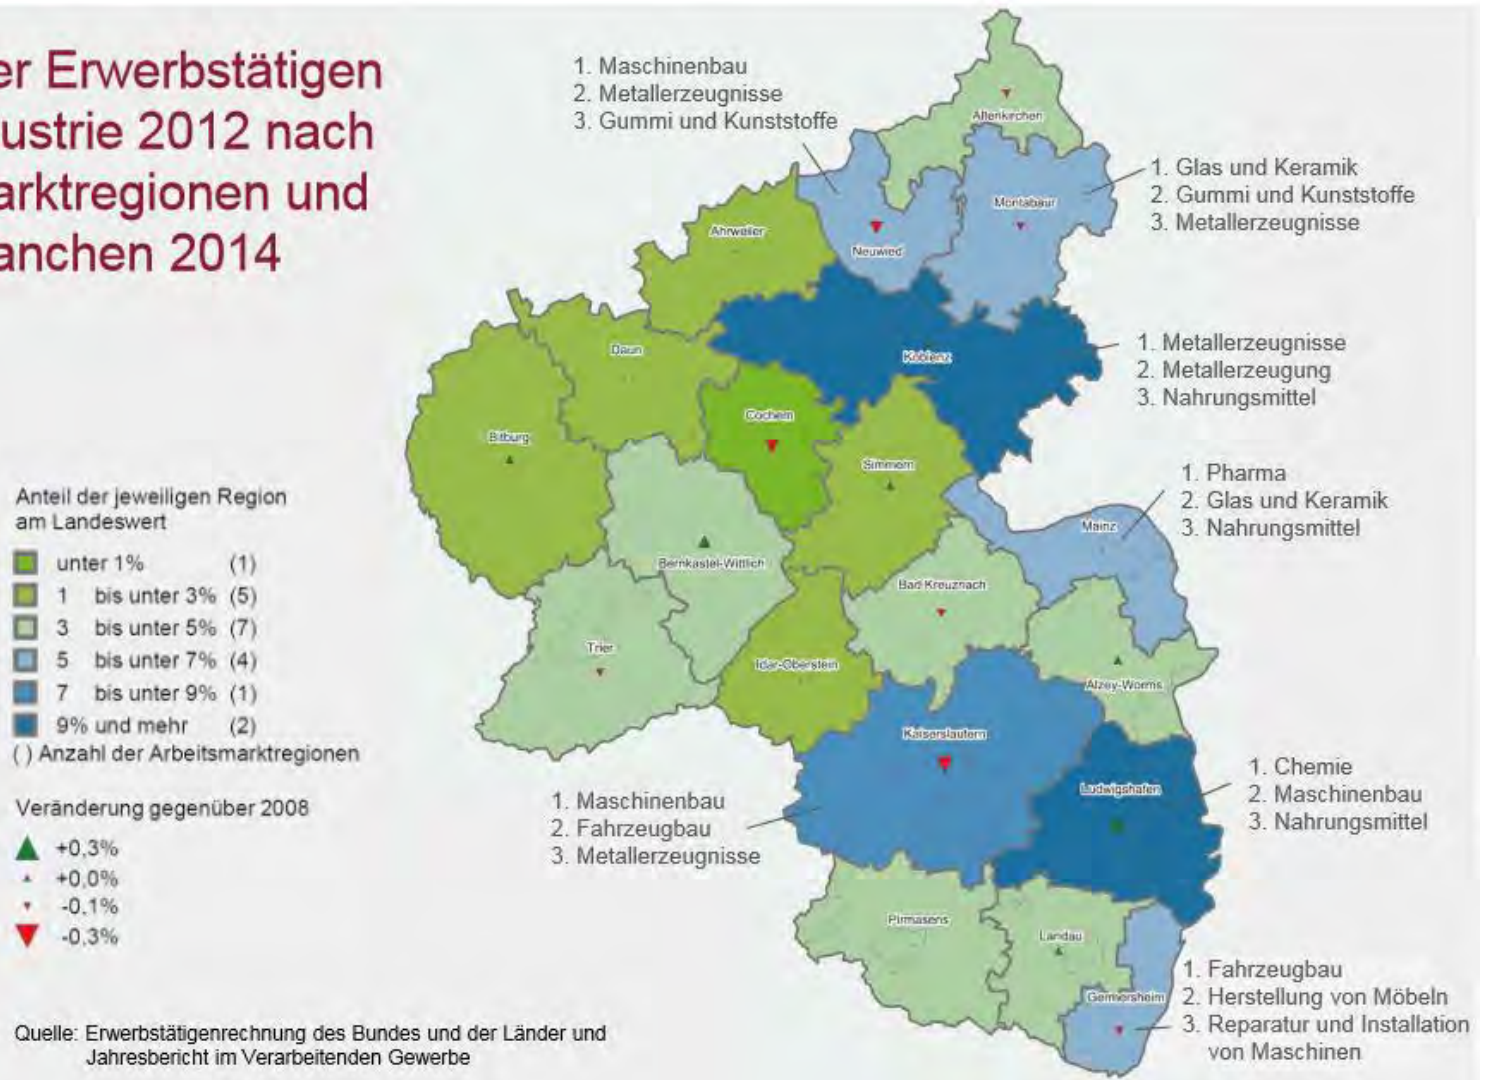 er Erwerbstätigen
ustrie 2012 nach
arktregionen und
anchen 2014
1. Maschinenbau
2. Metallerzeugnisse
3. Gummi und Kunststoffe
Altenkirchen
1. Glas und Keramik
2. Gummi und Kunststoffe
3. Metallerzeugnisse
Montabaur
Ahrweiler
Neuwied
1. Metallerzeugnisse
2. Metallerzeugung
3. Nahrungsmittel
Daun
Koblenz
Cochem
Bitburg
Simmern
1. Pharma
2. Glas und Keramik
3. Nahrungsmittel
Mainz
Bernkastel-Wittlich
Bad Kreuznach
Trier
Idar-Oberstein
Alzey-Worms
Kaiserslautern
Ludwigshafen
1. Chemie
2. Maschinenbau
3. Nahrungsmittel
1. Maschinenbau
2. Fahrzeugbau
3. Metallerzeugnisse
Pirmasens
Landau
Germersheim
1. Fahrzeugbau
2. Herstellung von Möbeln
3. Reparatur und Installation
von Maschinen
Anteil der jeweiligen Region
am Landeswert
unter 1% (1)
1 bis unter 3% (5)
3 bis unter 5% (7)
5 bis unter 7% (4)
7 bis unter 9% (1)
9% und mehr (2)
( ) Anzahl der Arbeitsmarktregionen
Veränderung gegenüber 2008
+0,3%
+0,0%
-0,1%
-0,3%
Quelle: Erwerbstätigenrechnung des Bundes und der Länder und
Jahresbericht im Verarbeitenden Gewerbe